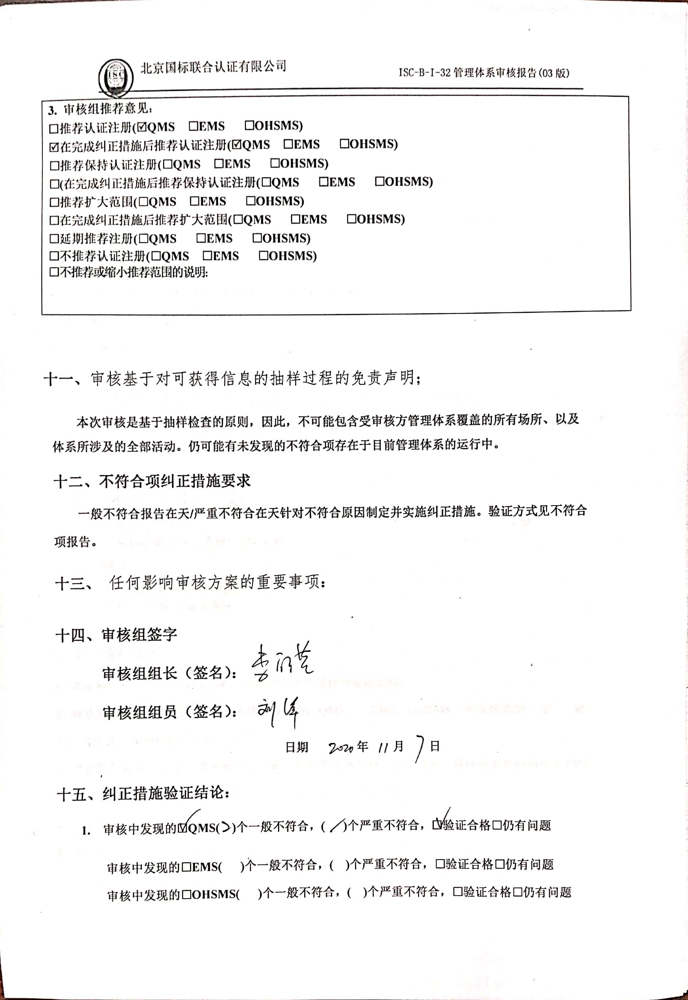 北京国标联合认证有限公司
ISC-B-I-32 管理体系审核报告(03 版)
ISC
3. 审核组推荐意见：
☐推荐认证注册(☑QMS ☐EMS ☐OHSMS)
☑在完成纠正措施后推荐认证注册(☑QMS ☐EMS ☐OHSMS)
☐推荐保持认证注册(☐QMS ☐EMS ☐OHSMS)
☐(在完成纠正措施后推荐保持认证注册(☐QMS ☐EMS ☐OHSMS)
☐推荐扩大范围(☐QMS ☐EMS ☐OHSMS)
☐在完成纠正措施后推荐扩大范围(☐QMS ☐EMS ☐OHSMS)
☐延期推荐注册(☐QMS ☐EMS ☐OHSMS)
☐不推荐认证注册(☐QMS ☐EMS ☐OHSMS)
☐不推荐或缩小推荐范围的说明:
十一、审核基于对可获得信息的抽样过程的免责声明；
本次审核是基于抽样检查的原则，因此，不可能包含受审核方管理体系覆盖的所有场所、以及
体系所涉及的全部活动。仍可能有未发现的不符合项存在于目前管理体系的运行中。
十二、不符合项纠正措施要求
一般不符合报告在天/严重不符合在天针对不符合原因制定并实施纠正措施。验证方式见不符合
项报告。
十三、 任何影响审核方案的重要事项：
十四、审核组签字
审核组组长（签名）：
审核组组员（签名）：刘
日期 2020年 11月 7日
十五、纠正措施验证结论：
1. 审核中发现的☑QMS( )个一般不符合，( / )个严重不符合，☑验证合格☐仍有问题
审核中发现的☐EMS( )个一般不符合，( )个严重不符合，☐验证合格☐仍有问题
审核中发现的☐OHSMS( )个一般不符合，( )个严重不符合，☐验证合格☐仍有问题